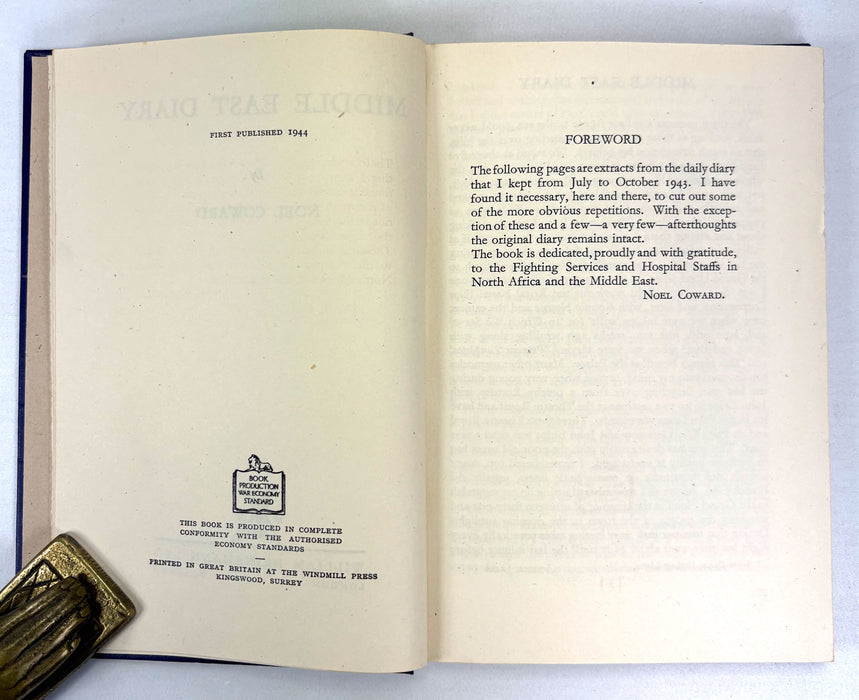 FIRST PUBLISHED 1944
BOOK
PRODUCTION
WAR ECONOMY
STANDARD
THIS BOOK IS PRODUCED IN COMPLETE
CONFORMITY WITH THE AUTHORISED
ECONOMY STANDARDS
PRINTED IN GREAT BRITAIN AT THE WINDMILL PRESS
KINGSWOOD, SURREY
FOREWORD
The following pages are extracts from the daily diary
that I kept from July to October 1943. I have
found it necessary, here and there, to cut out some
of the more obvious repetitions. With the excep-
tion of these and a few—a very few—afterthoughts
the original diary remains intact.
The book is dedicated, proudly and with gratitude,
to the Fighting Services and Hospital Staffs in
North Africa and the Middle East.
NOEL COWARD.